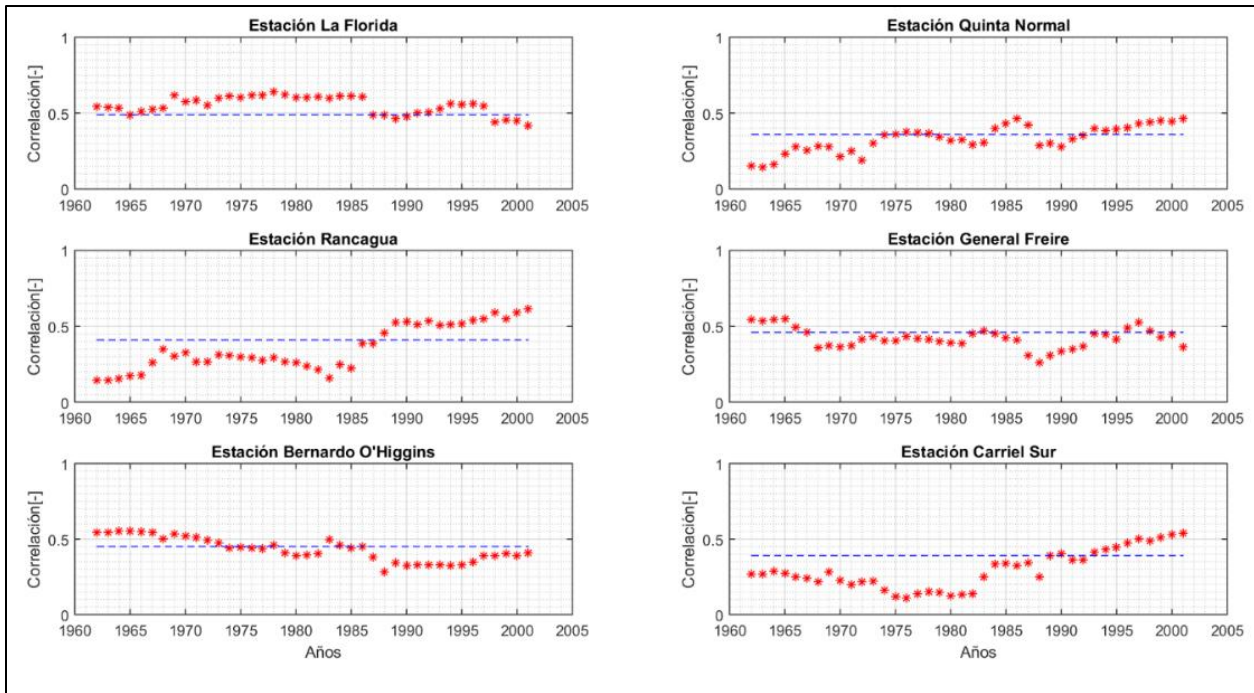 Estación La Florida
Correlación[-]
1
0.5
0
1960 1965 1970 1975 1980 1985 1990 1995 2000 2005
Estación Quinta Normal
Correlación[-]
1
0.5
0
1960 1965 1970 1975 1980 1985 1990 1995 2000 2005
Estación Rancagua
Correlación[-]
1
0.5
0
1960 1965 1970 1975 1980 1985 1990 1995 2000 2005
Estación General Freire
Correlación[-]
1
0.5
0
1960 1965 1970 1975 1980 1985 1990 1995 2000 2005
Estación Bernardo O'Higgins
Correlación[-]
1
0.5
0
1960 1965 1970 1975 1980 1985 1990 1995 2000 2005
Años
Estación Carriel Sur
Correlación[-]
1
0.5
0
1960 1965 1970 1975 1980 1985 1990 1995 2000 2005
Años